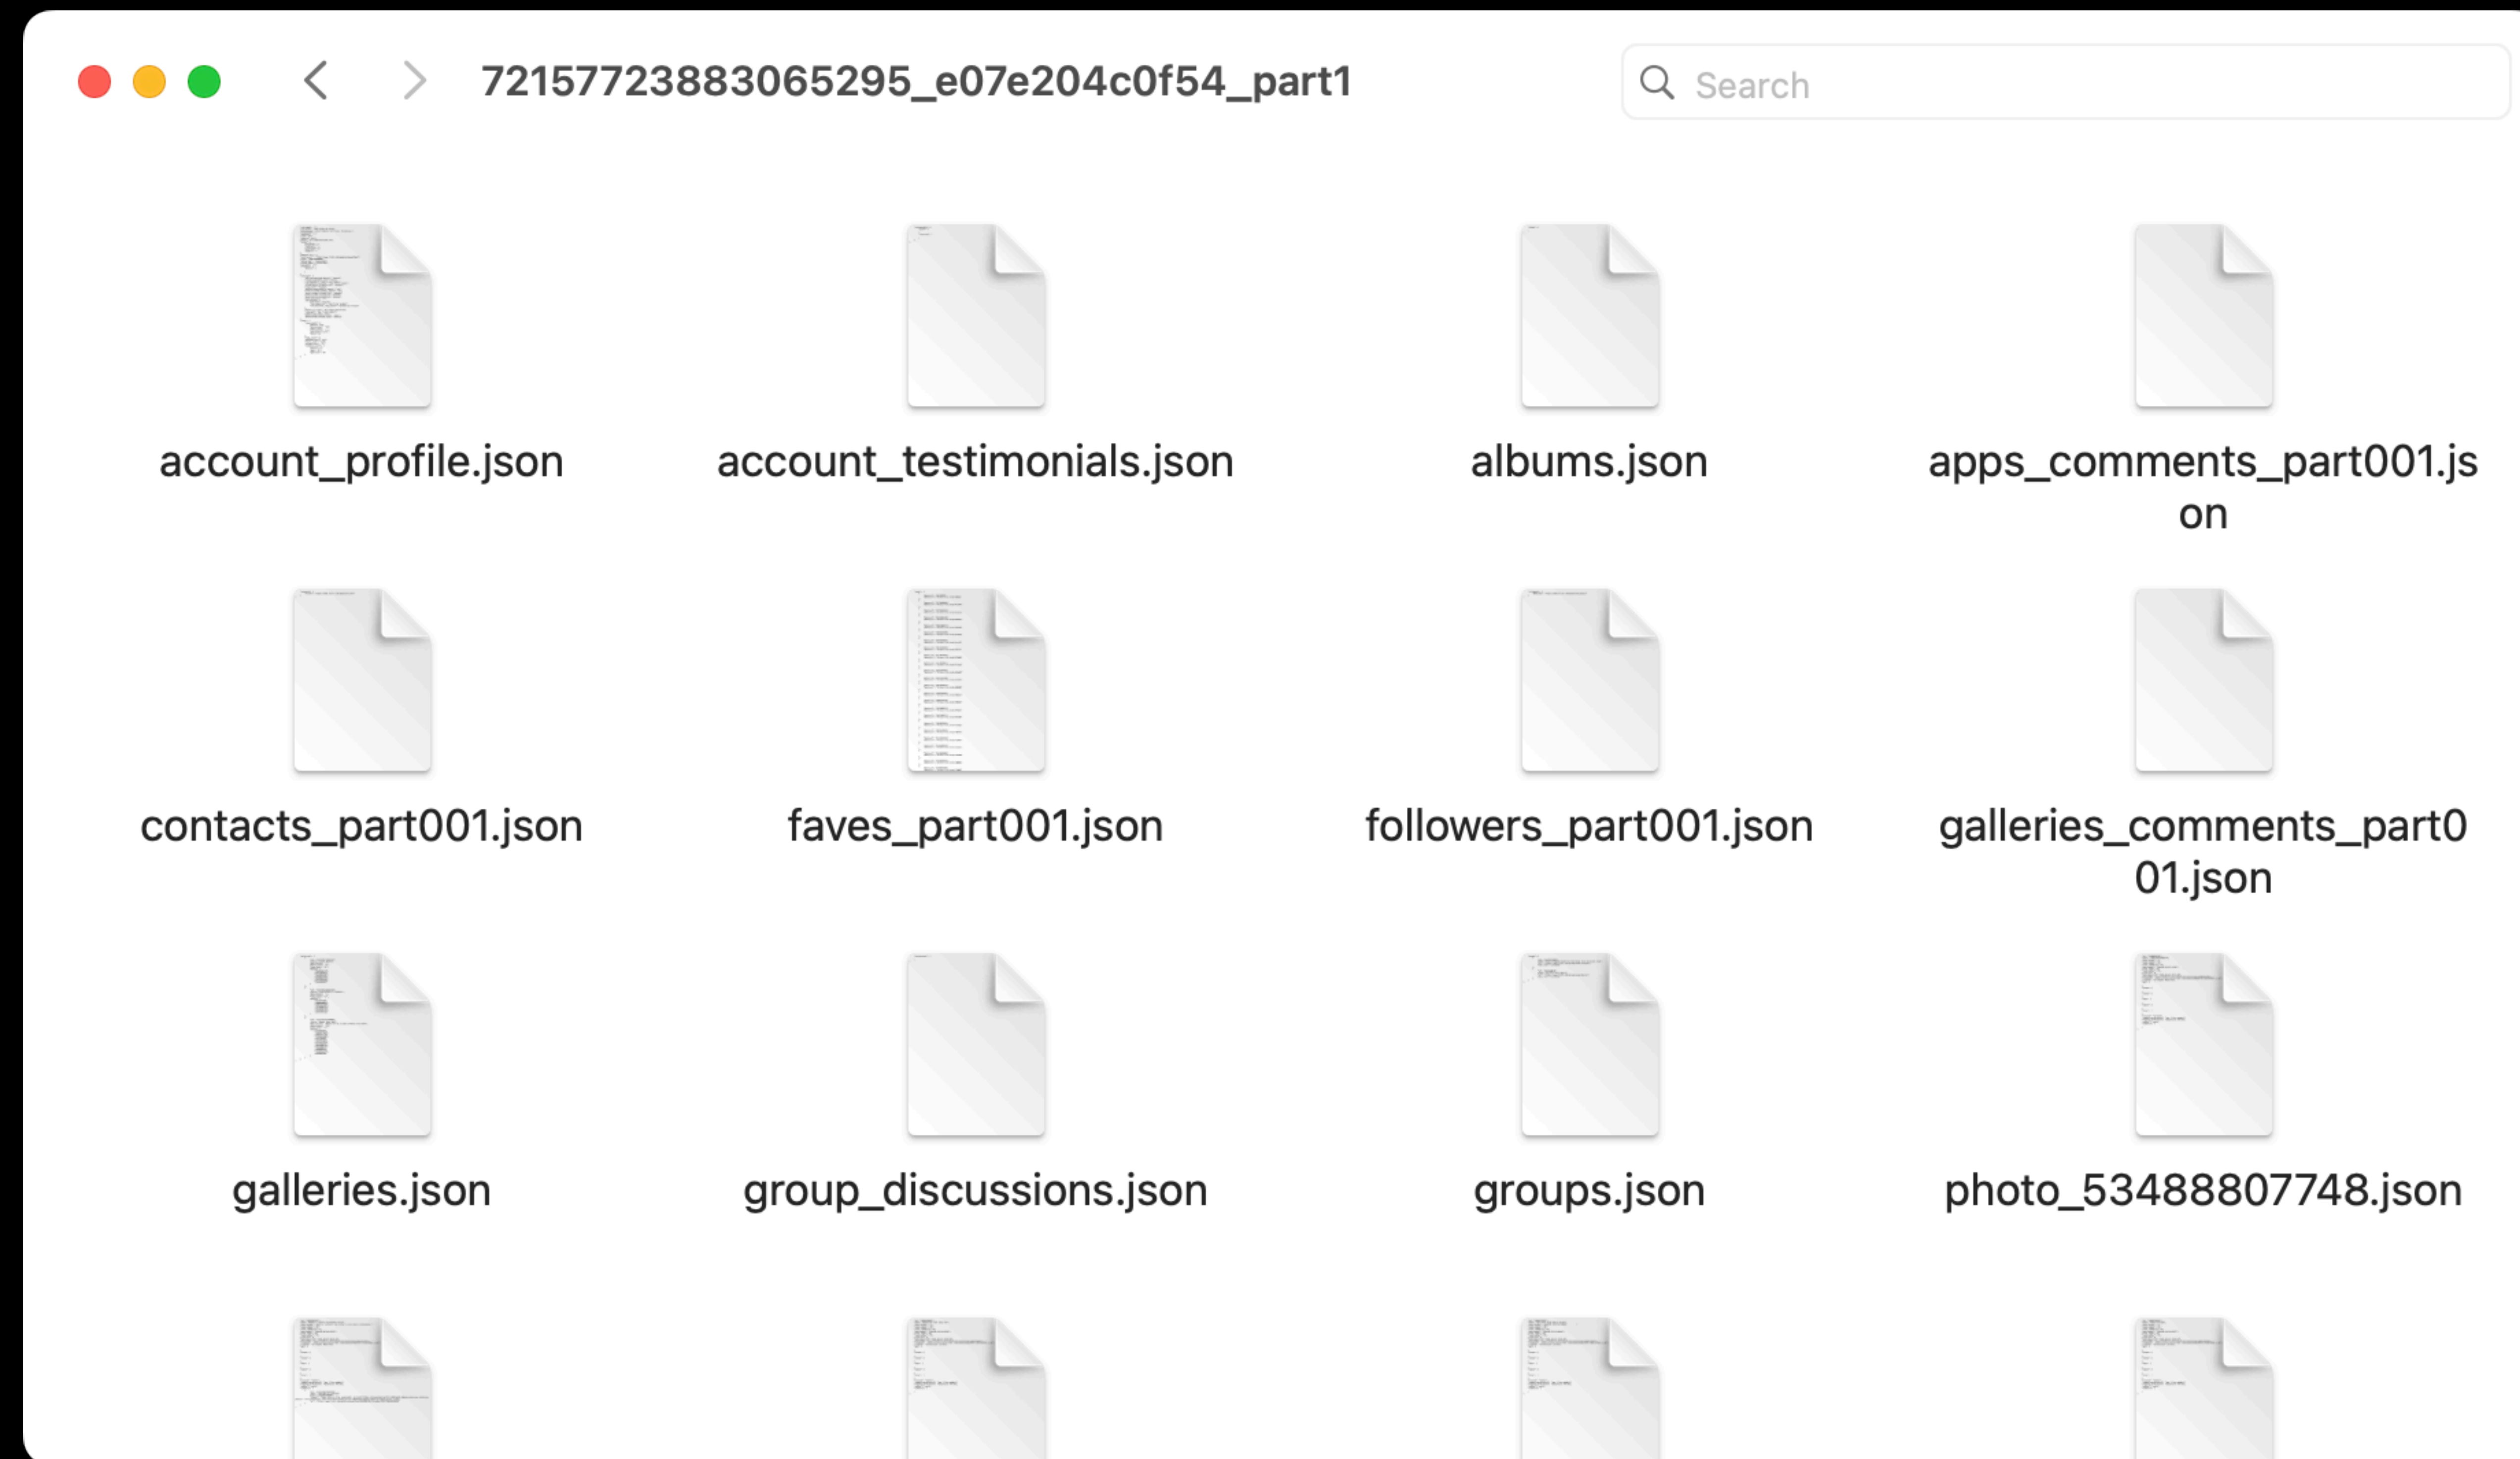 72157723883065295_e07e204c0f54_part1
Search
account_profile.json
account_testimonials.json
albums.json
apps_comments_part001.js
on
contacts_part001.json
faves_part001.json
followers_part001.json
galleries_comments_part0
01.json
galleries.json
group_discussions.json
groups.json
photo_53488807748.json